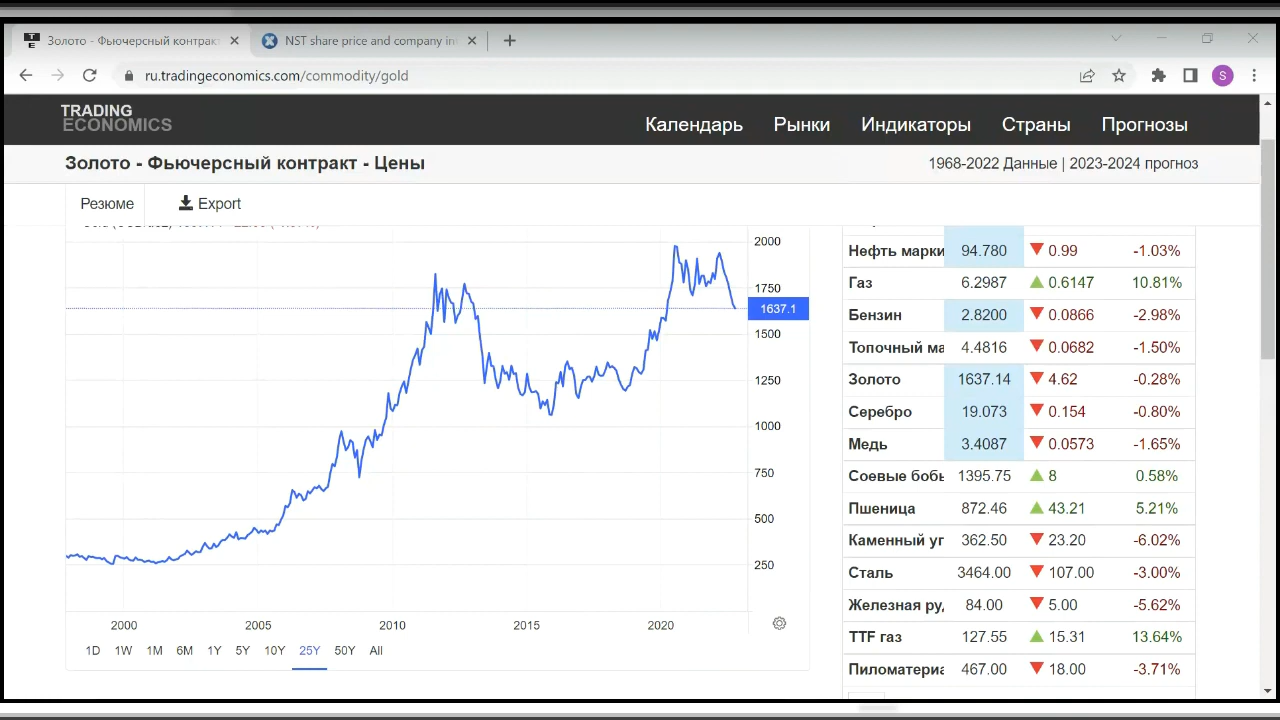 Золото - Фьючерсный контракт
NST share price and company in
ru.tradingeconomics.com/commodity/gold
S
TRADING
ECONOMICS
Календарь Рынки Индикаторы Страны Прогнозы
Золото - Фьючерсный контракт - Цены
1968-2022 Данные | 2023-2024 прогноз
Резюме Export
2000
1750
1637.1
1500
1250
1000
750
500
250
2000 2005 2010 2015 2020
1D 1W 1M 6M 1Y 5Y 10Y 25Y 50Y All
Нефть марки 94.780 0.99 -1.03%
Газ 6.2987 0.6147 10.81%
Бензин 2.8200 0.0866 -2.98%
Топочный ма 4.4816 0.0682 -1.50%
Золото 1637.14 4.62 -0.28%
Серебро 19.073 0.154 -0.80%
Медь 3.4087 0.0573 -1.65%
Соевые бобы 1395.75 8 0.58%
Пшеница 872.46 43.21 5.21%
Каменный уг 362.50 23.20 -6.02%
Сталь 3464.00 107.00 -3.00%
Железная руд 84.00 5.00 -5.62%
TTF газ 127.55 15.31 13.64%
Пиломатериа 467.00 18.00 -3.71%